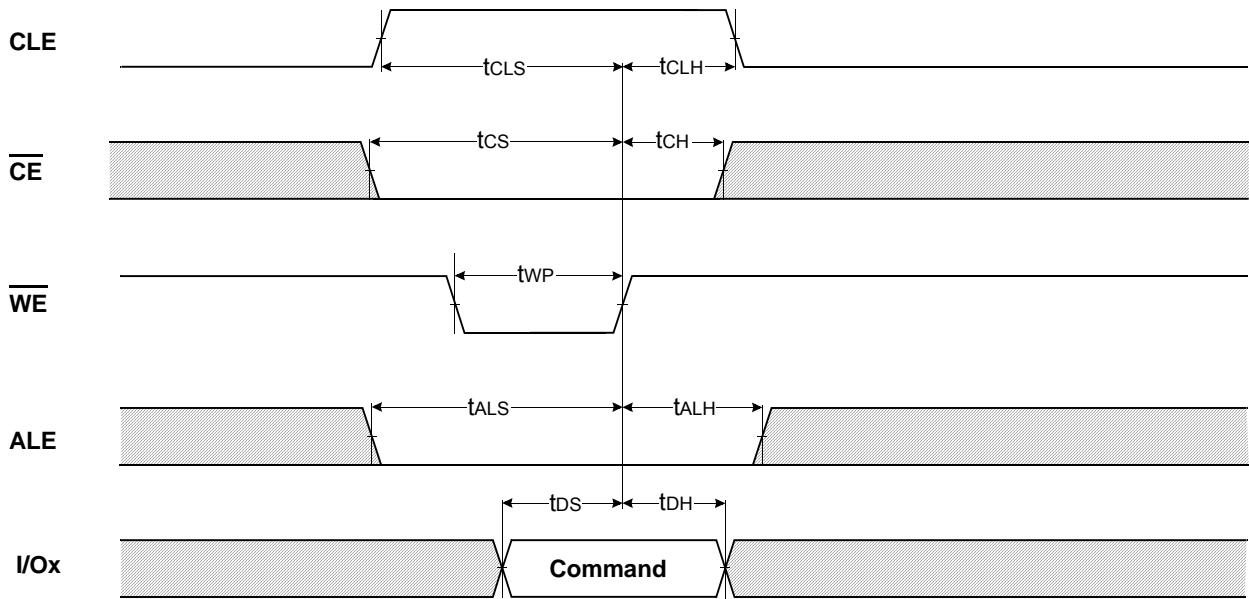 CLE
tCLS
tCLH
CE
tCS
tCH
WE
tWP
ALE
tALS
tALH
I/Ox
tDS
tDH
Command